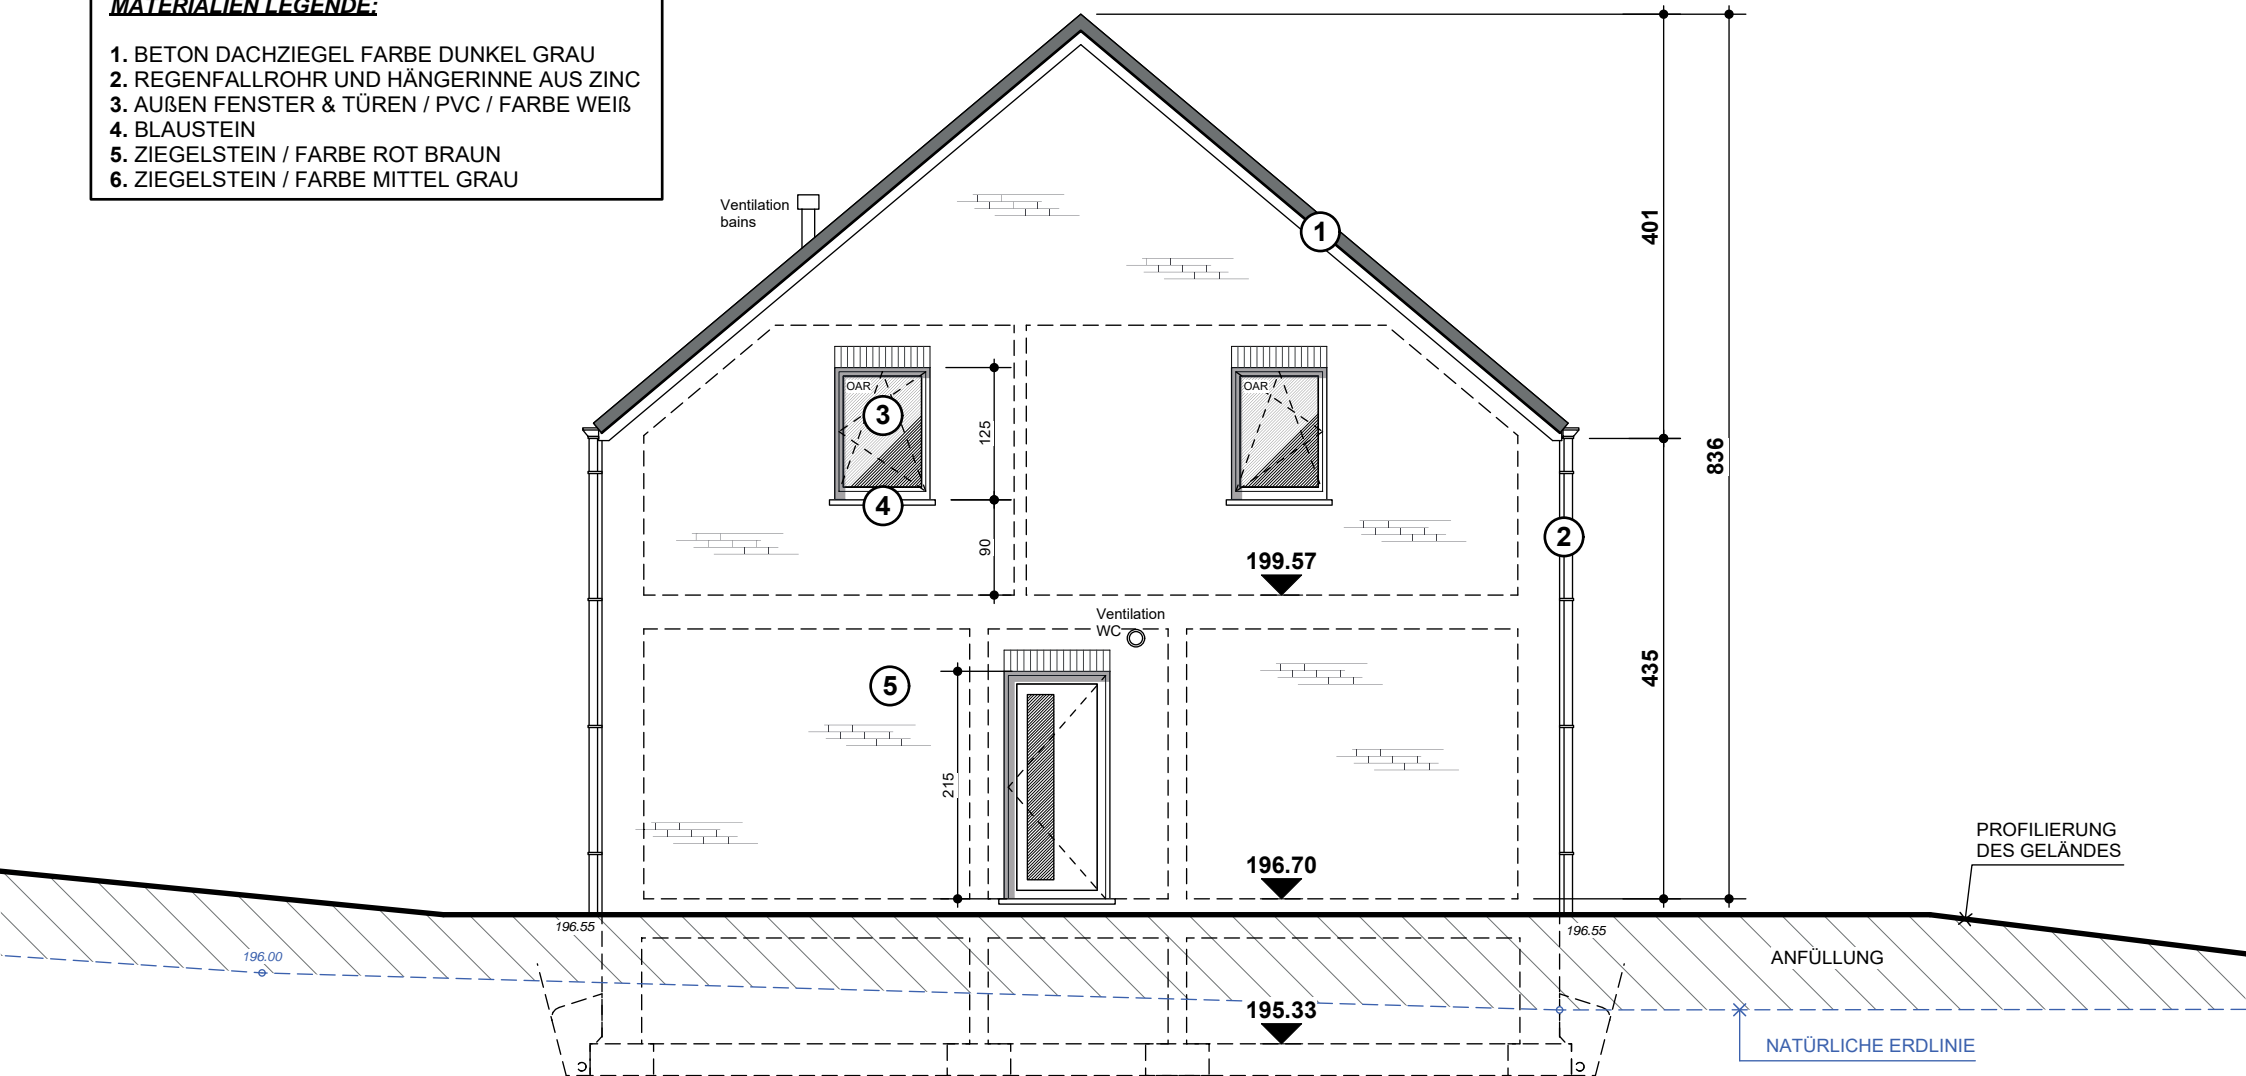 MATERIALIEN LEGENDE:
1. BETON DACHZIEGEL FARBE DUNKEL GRAU
2. REGENFALLROHR UND HÄNGERINNE AUS ZINC
3. AUßEN FENSTER & TÜREN / PVC / FARBE WEIß
4. BLAUSTEIN
5. ZIEGELSTEIN / FARBE ROT BRAUN
6. ZIEGELSTEIN / FARBE MITTEL GRAU
Ventilation
bains
1
401
OAR
OAR
3
125
836
4
2
90
199.57
Ventilation
WC
435
5
215
PROFILIERUNG
DES GELÄNDES
196.70
196.55
196.55
196.00
ANFÜLLUNG
195.33
NATÜRLICHE ERDLINIE